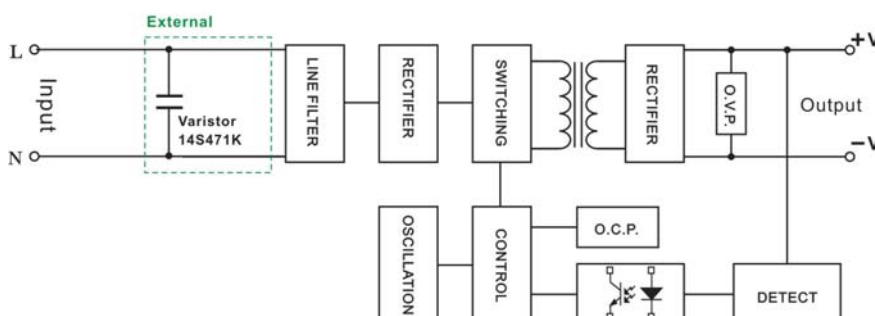 External
L
N
Input
Varistor
14S471K
LINE FILTER
RECTIFIER
SWITCHING
RECTIFIER
O.V.P.
+V
Output
−V
OSCILLATION
CONTROL
O.C.P.
DETECT